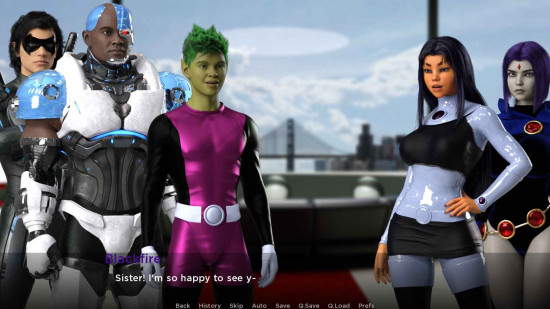 Blackfire
Sister! I'm so happy to see y-
Back History Skip Auto Save Q.Save Q.Load Prefs